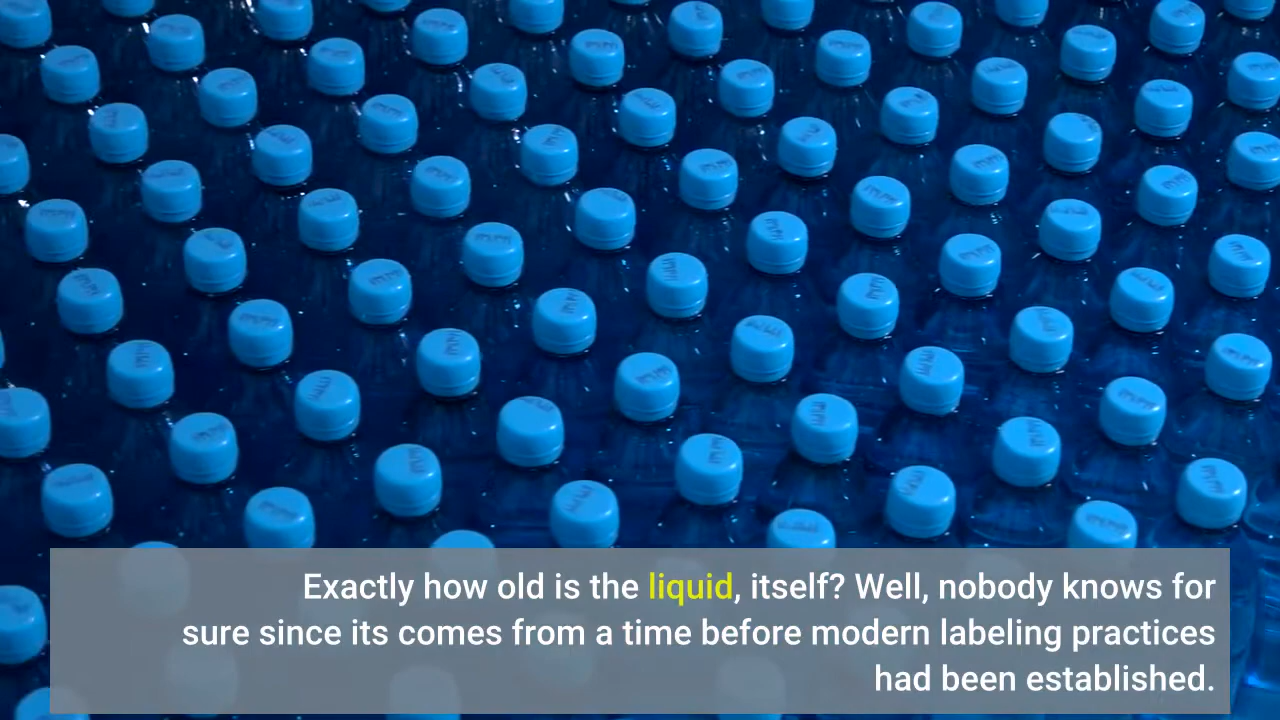 Exactly how old is the liquid, itself? Well, nobody knows for
sure since its comes from a time before modern labeling practices
had been established.